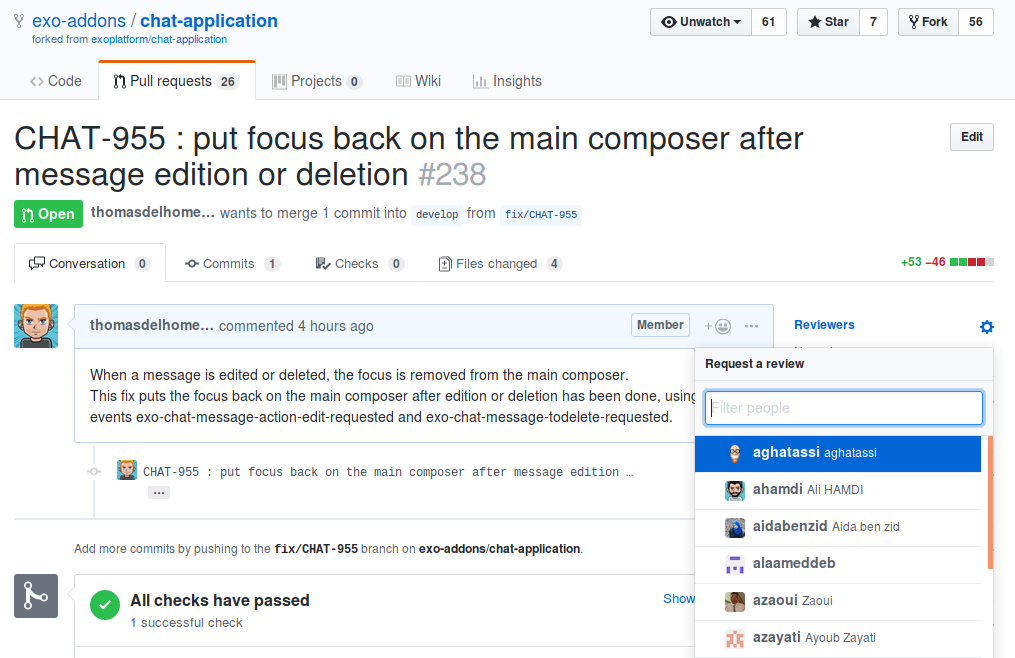 exo-addons / chat-application
forked from exoplatform/chat-application
Unwatch 61 Star 7 Fork 56
Code Pull requests 26 Projects 0 Wiki Insights
CHAT-955 : put focus back on the main composer after
message edition or deletion #238
Edit
Open thomasdelhome... wants to merge 1 commit into develop from fix/CHAT-955
Conversation 0 Commits 1 Checks 0 Files changed 4 +53 −46
thomasdelhome... commented 4 hours ago Member
When a message is edited or deleted, the focus is removed from the main composer.
This fix puts the focus back on the main composer after edition or deletion has been done, using
events exo-chat-message-action-edit-requested and exo-chat-message-todelete-requested.
CHAT-955 : put focus back on the main composer after message edition …
Add more commits by pushing to the fix/CHAT-955 branch on exo-addons/chat-application.
All checks have passed
1 successful check
Show
Reviewers
Request a review
Filter people
aghatassi aghatassi
ahamdi Ali HAMDI
aidabenzid Aida ben zid
alaameddeb
azaoui Zaoui
azayati Ayoub Zayati